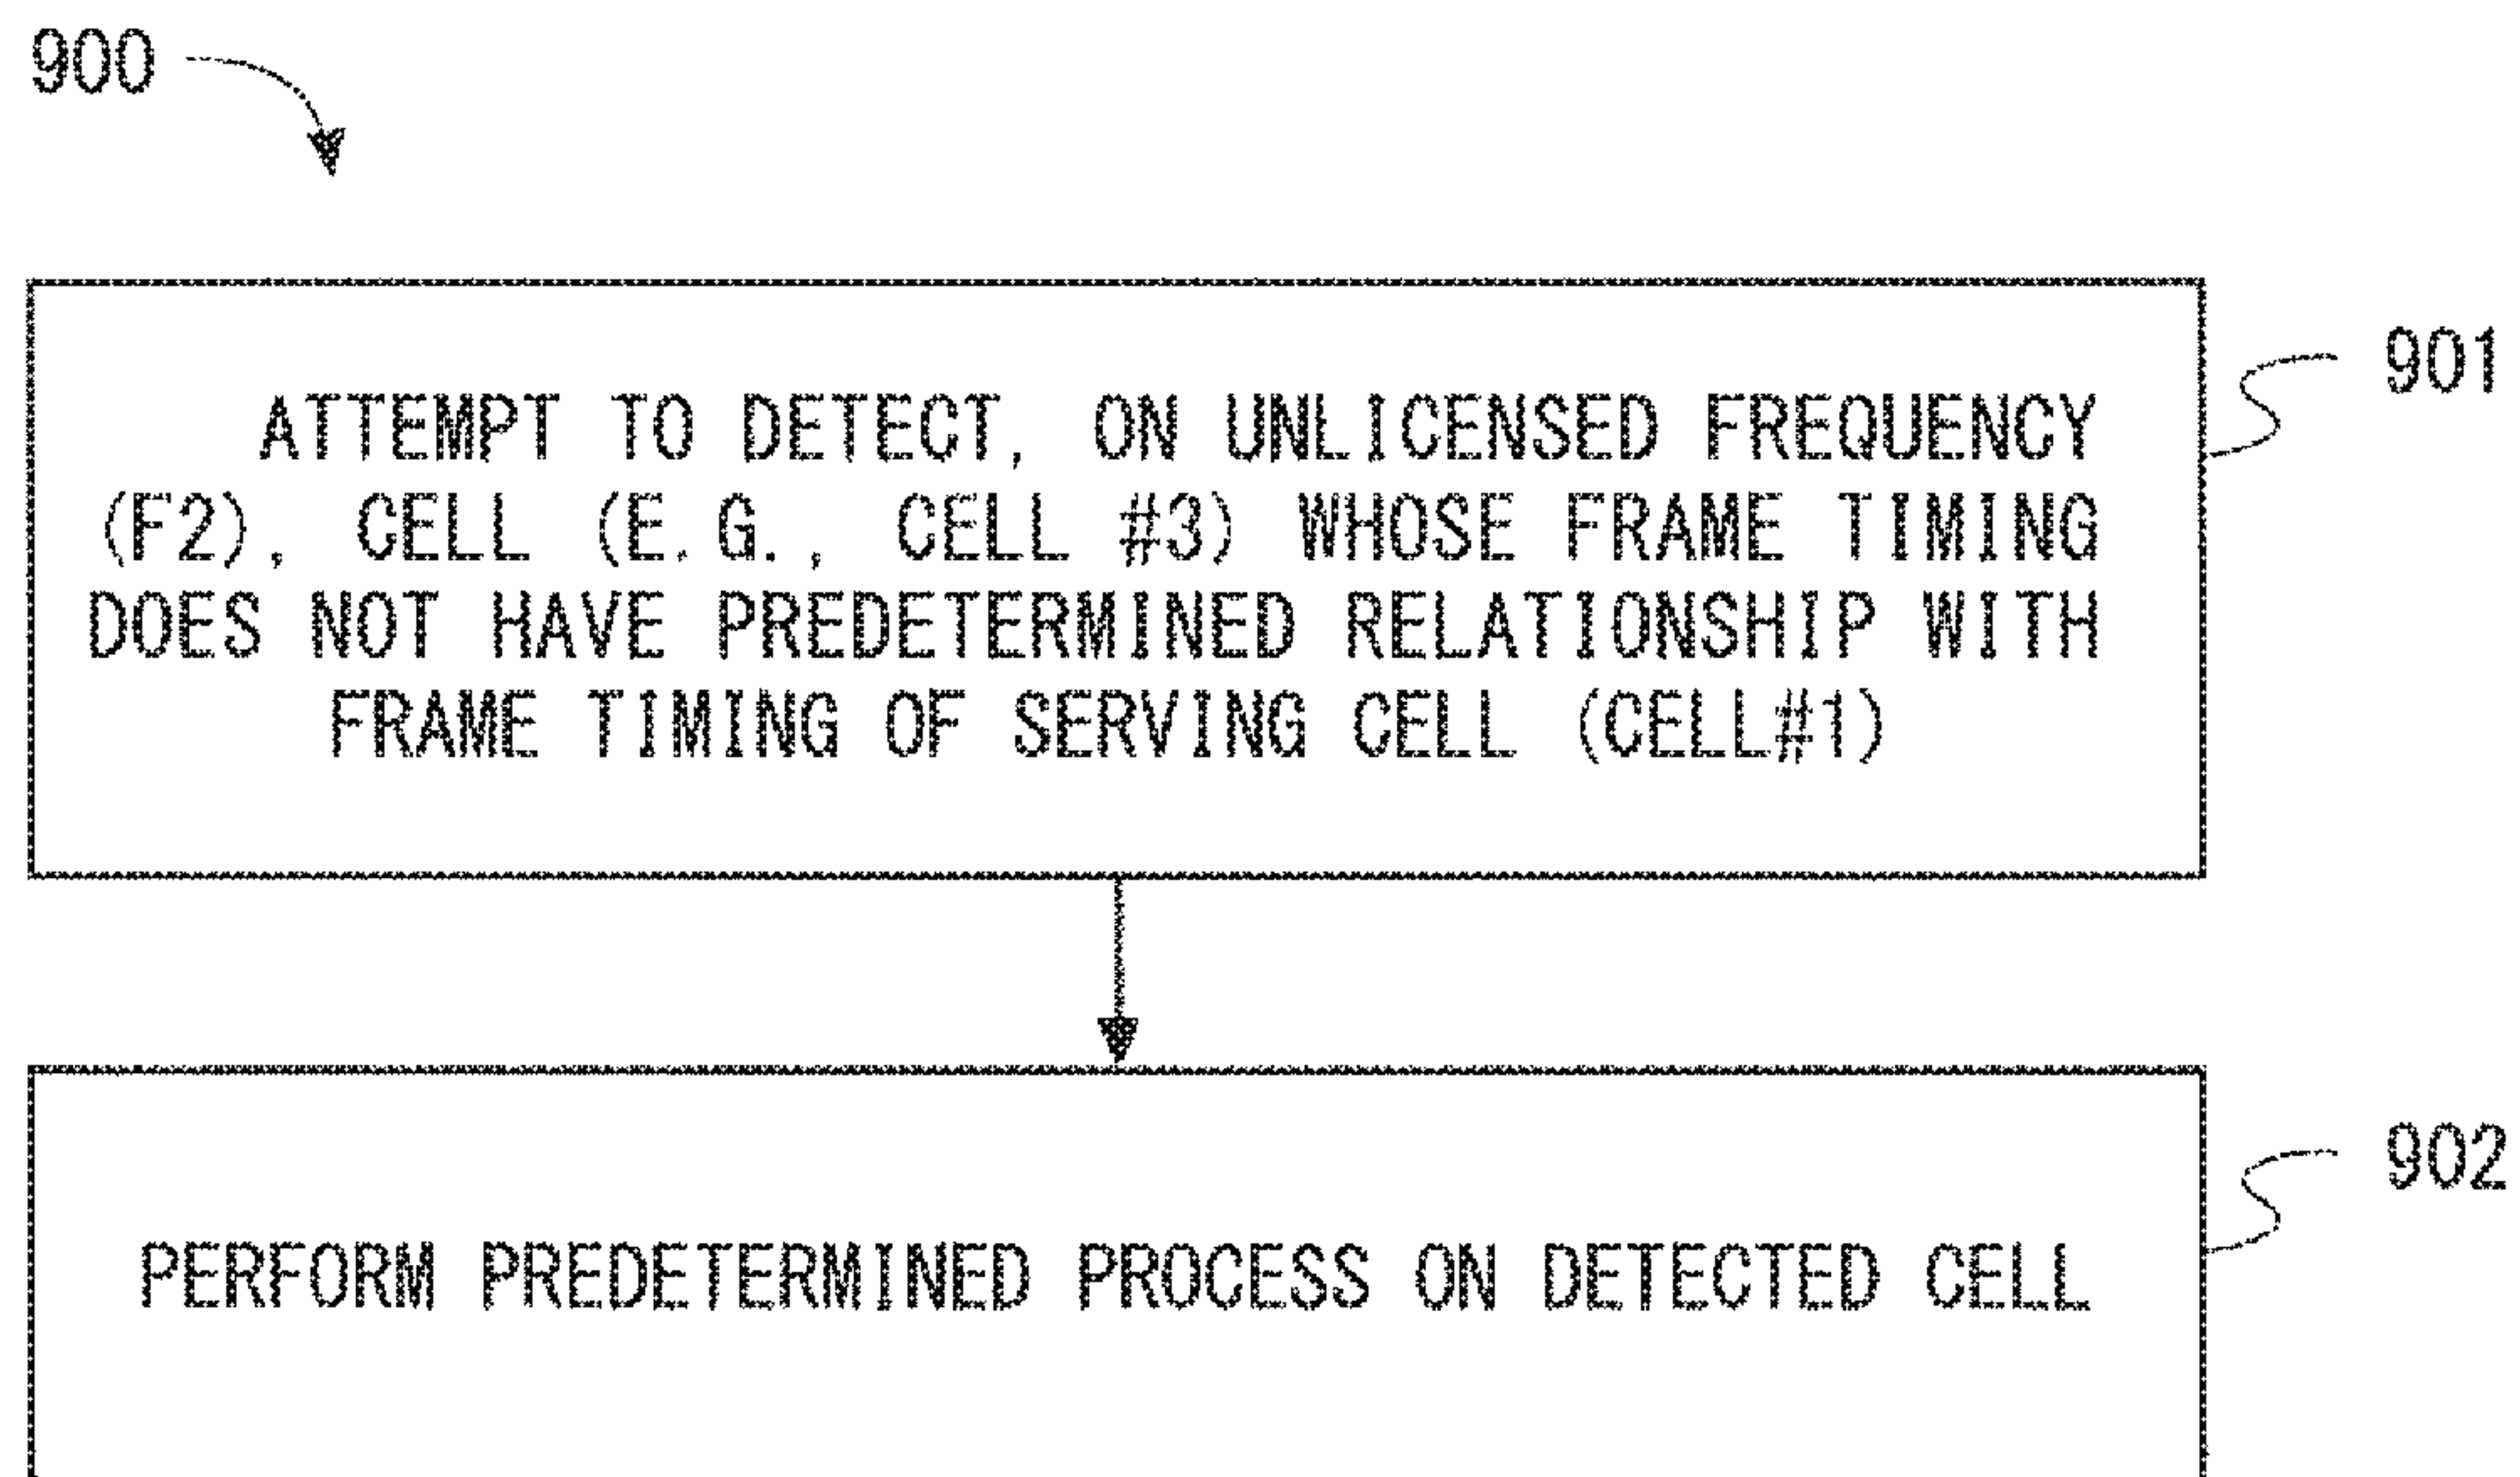 900
901
ATTEMPT TO DETECT, ON UNLICENSED FREQUENCY
(F2), CELL (E.G., CELL #3) WHOSE FRAME TIMING
DOES NOT HAVE PREDETERMINED RELATIONSHIP WITH
FRAME TIMING OF SERVING CELL (CELL#1)
902
PERFORM PREDETERMINED PROCESS ON DETECTED CELL